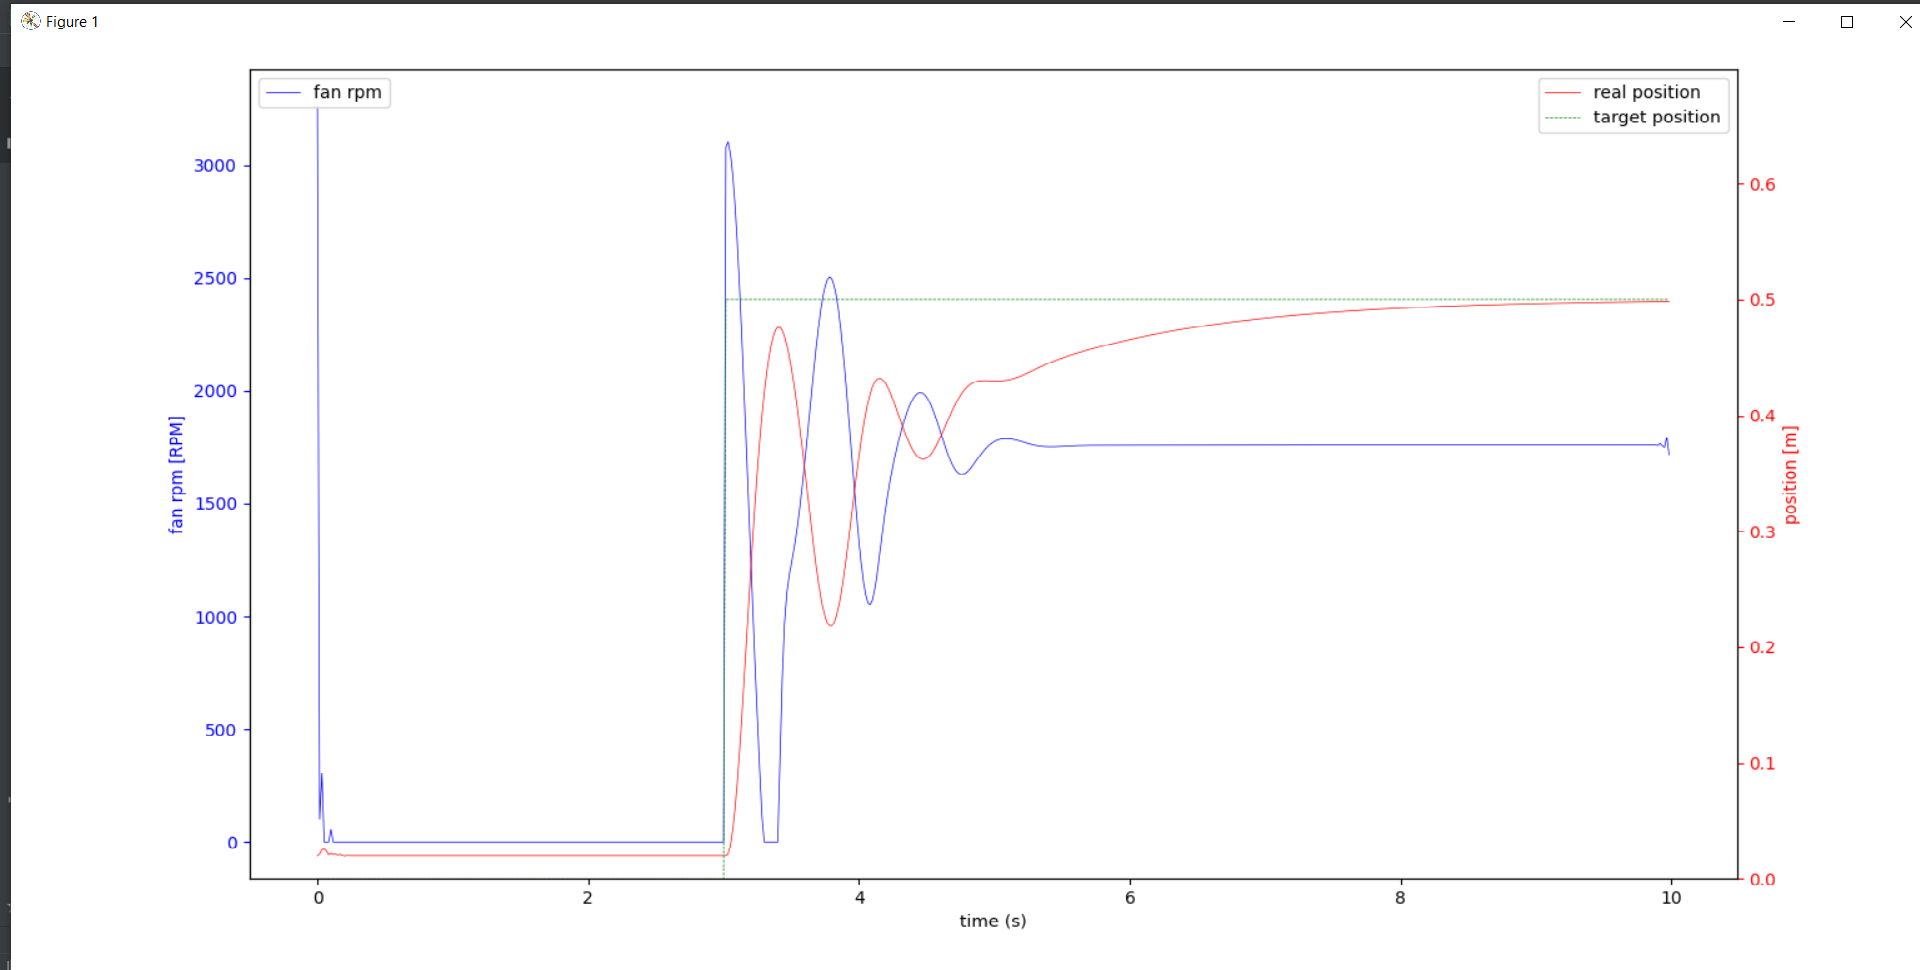 Figure 1
fan rpm
real position
target position
3000
2500
2000
1500
1000
500
0
fan rpm [RPM]
0.6
0.5
0.4
0.3
0.2
0.1
0.0
position [m]
0
2
4
6
8
10
time (s)